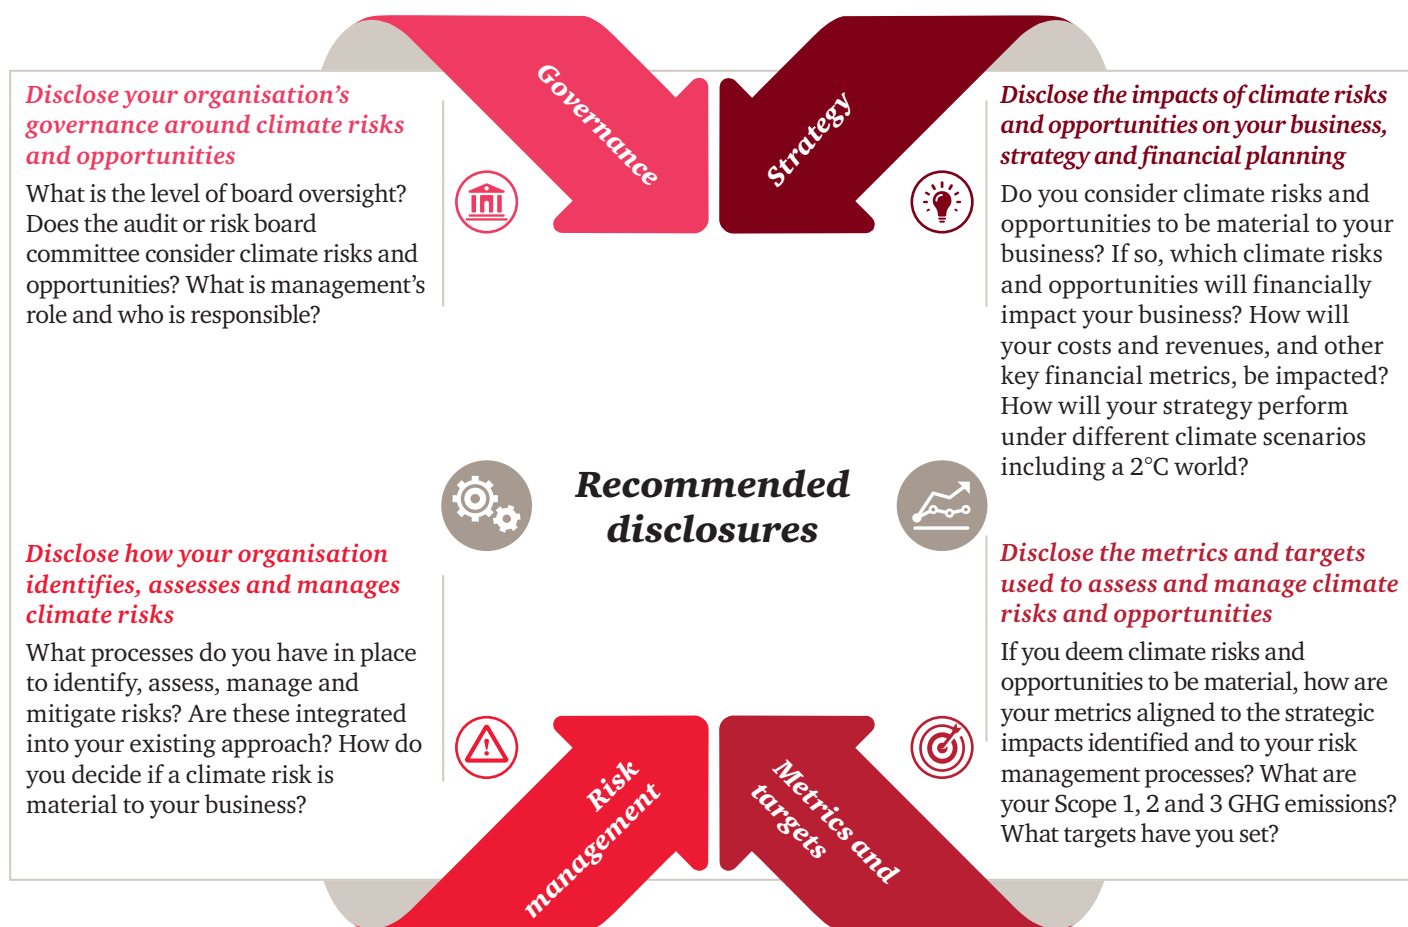 Governance
Strategy
Disclose your organisation’s
governance around climate risks
and opportunities
What is the level of board oversight?
Does the audit or risk board
committee consider climate risks and
opportunities? What is management’s
role and who is responsible?
Disclose the impacts of climate risks
and opportunities on your business,
strategy and financial planning
Do you consider climate risks and
opportunities to be material to your
business? If so, which climate risks
and opportunities will financially
impact your business? How will
your costs and revenues, and other
key financial metrics, be impacted?
How will your strategy perform
under different climate scenarios
including a 2°C world?
Recommended
disclosures
Disclose how your organisation
identifies, assesses and manages
climate risks
What processes do you have in place
to identify, assess, manage and
mitigate risks? Are these integrated
into your existing approach? How do
you decide if a climate risk is
material to your business?
Disclose the metrics and targets
used to assess and manage climate
risks and opportunities
If you deem climate risks and
opportunities to be material, how are
your metrics aligned to the strategic
impacts identified and to your risk
management processes? What are
your Scope 1, 2 and 3 GHG emissions?
What targets have you set?
Risk
management
Metrics and
targets